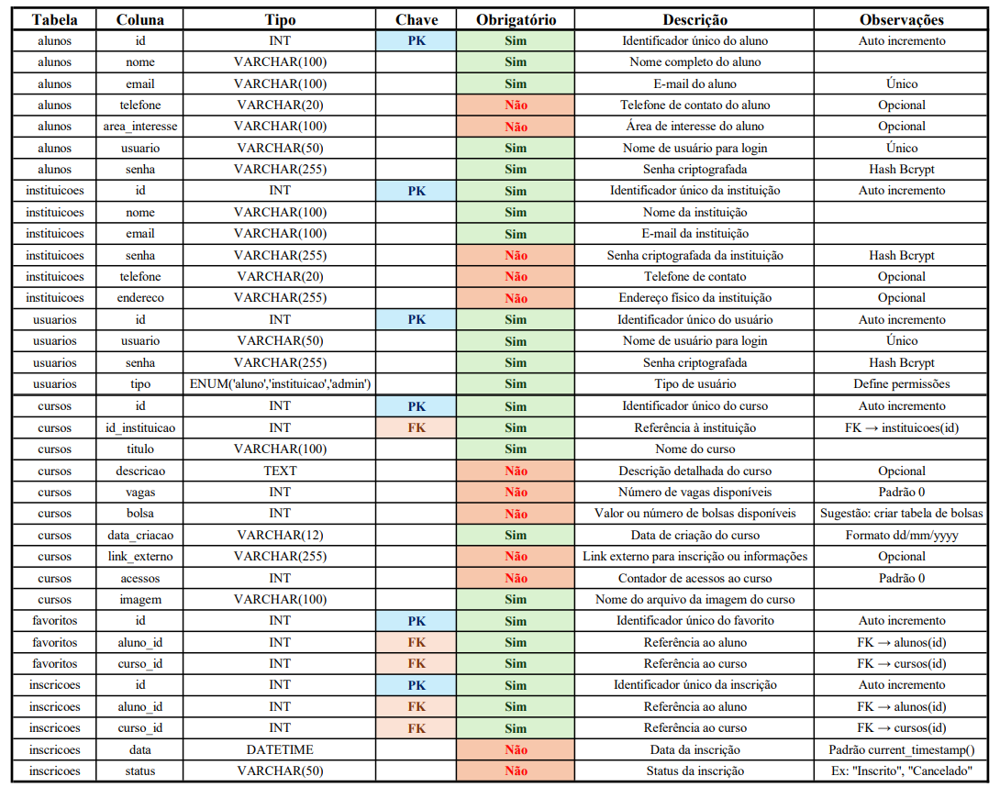 Tabela Coluna Tipo Chave Obrigatório Descrição Observações
alunos id INT PK Sim Identificador único do aluno Auto incremento
alunos nome VARCHAR(100) Sim Nome completo do aluno
alunos email VARCHAR(100) Sim E-mail do aluno Único
alunos telefone VARCHAR(20) Não Telefone de contato do aluno Opcional
alunos area_interesse VARCHAR(100) Não Área de interesse do aluno Opcional
alunos usuario VARCHAR(50) Sim Nome de usuário para login Único
alunos senha VARCHAR(255) Sim Senha criptografada Hash Bcrypt
instituicoes id INT PK Sim Identificador único da instituição Auto incremento
instituicoes nome VARCHAR(100) Sim Nome da instituição
instituicoes email VARCHAR(100) Sim E-mail da instituição
instituicoes senha VARCHAR(255) Não Senha criptografada da instituição Hash Bcrypt
instituicoes telefone VARCHAR(20) Não Telefone de contato Opcional
instituicoes endereco VARCHAR(255) Não Endereço físico da instituição Opcional
usuarios id INT PK Sim Identificador único do usuário Auto incremento
usuarios usuario VARCHAR(50) Sim Nome de usuário para login Único
usuarios senha VARCHAR(255) Sim Senha criptografada Hash Bcrypt
usuarios tipo ENUM('aluno','instituicao','admin') Sim Tipo de usuário Define permissões
cursos id INT PK Sim Identificador único do curso Auto incremento
cursos id_instituicao INT FK Sim Referência à instituição FK → instituicoes(id)
cursos titulo VARCHAR(100) Sim Nome do curso
cursos descricao TEXT Não Descrição detalhada do curso Opcional
cursos vagas INT Não Número de vagas disponíveis Padrão 0
cursos bolsa INT Não Valor ou número de bolsas disponíveis Sugestão: criar tabela de bolsas
cursos data_criacao VARCHAR(12) Sim Data de criação do curso Formato dd/mm/yyyy
cursos link_externo VARCHAR(255) Não Link externo para inscrição ou informações Opcional
cursos acessos INT Não Contador de acessos ao curso Padrão 0
cursos imagem VARCHAR(100) Sim Nome do arquivo da imagem do curso
favoritos id INT PK Sim Identificador único do favorito Auto incremento
favoritos aluno_id INT FK Sim Referência ao aluno FK → alunos(id)
favoritos curso_id INT FK Sim Referência ao curso FK → cursos(id)
inscricoes id INT PK Sim Identificador único da inscrição Auto incremento
inscricoes aluno_id INT FK Sim Referência ao aluno FK → alunos(id)
inscricoes curso_id INT FK Sim Referência ao curso FK → cursos(id)
inscricoes data DATETIME Não Data da inscrição Padrão current_timestamp()
inscricoes status VARCHAR(50) Não Status da inscrição Ex: "Inscrito", "Cancelado"